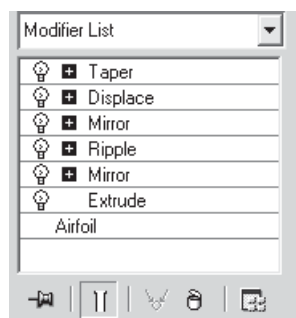 Modifier List
Taper
Displace
Mirror
Ripple
Mirror
Extrude
Airfoil